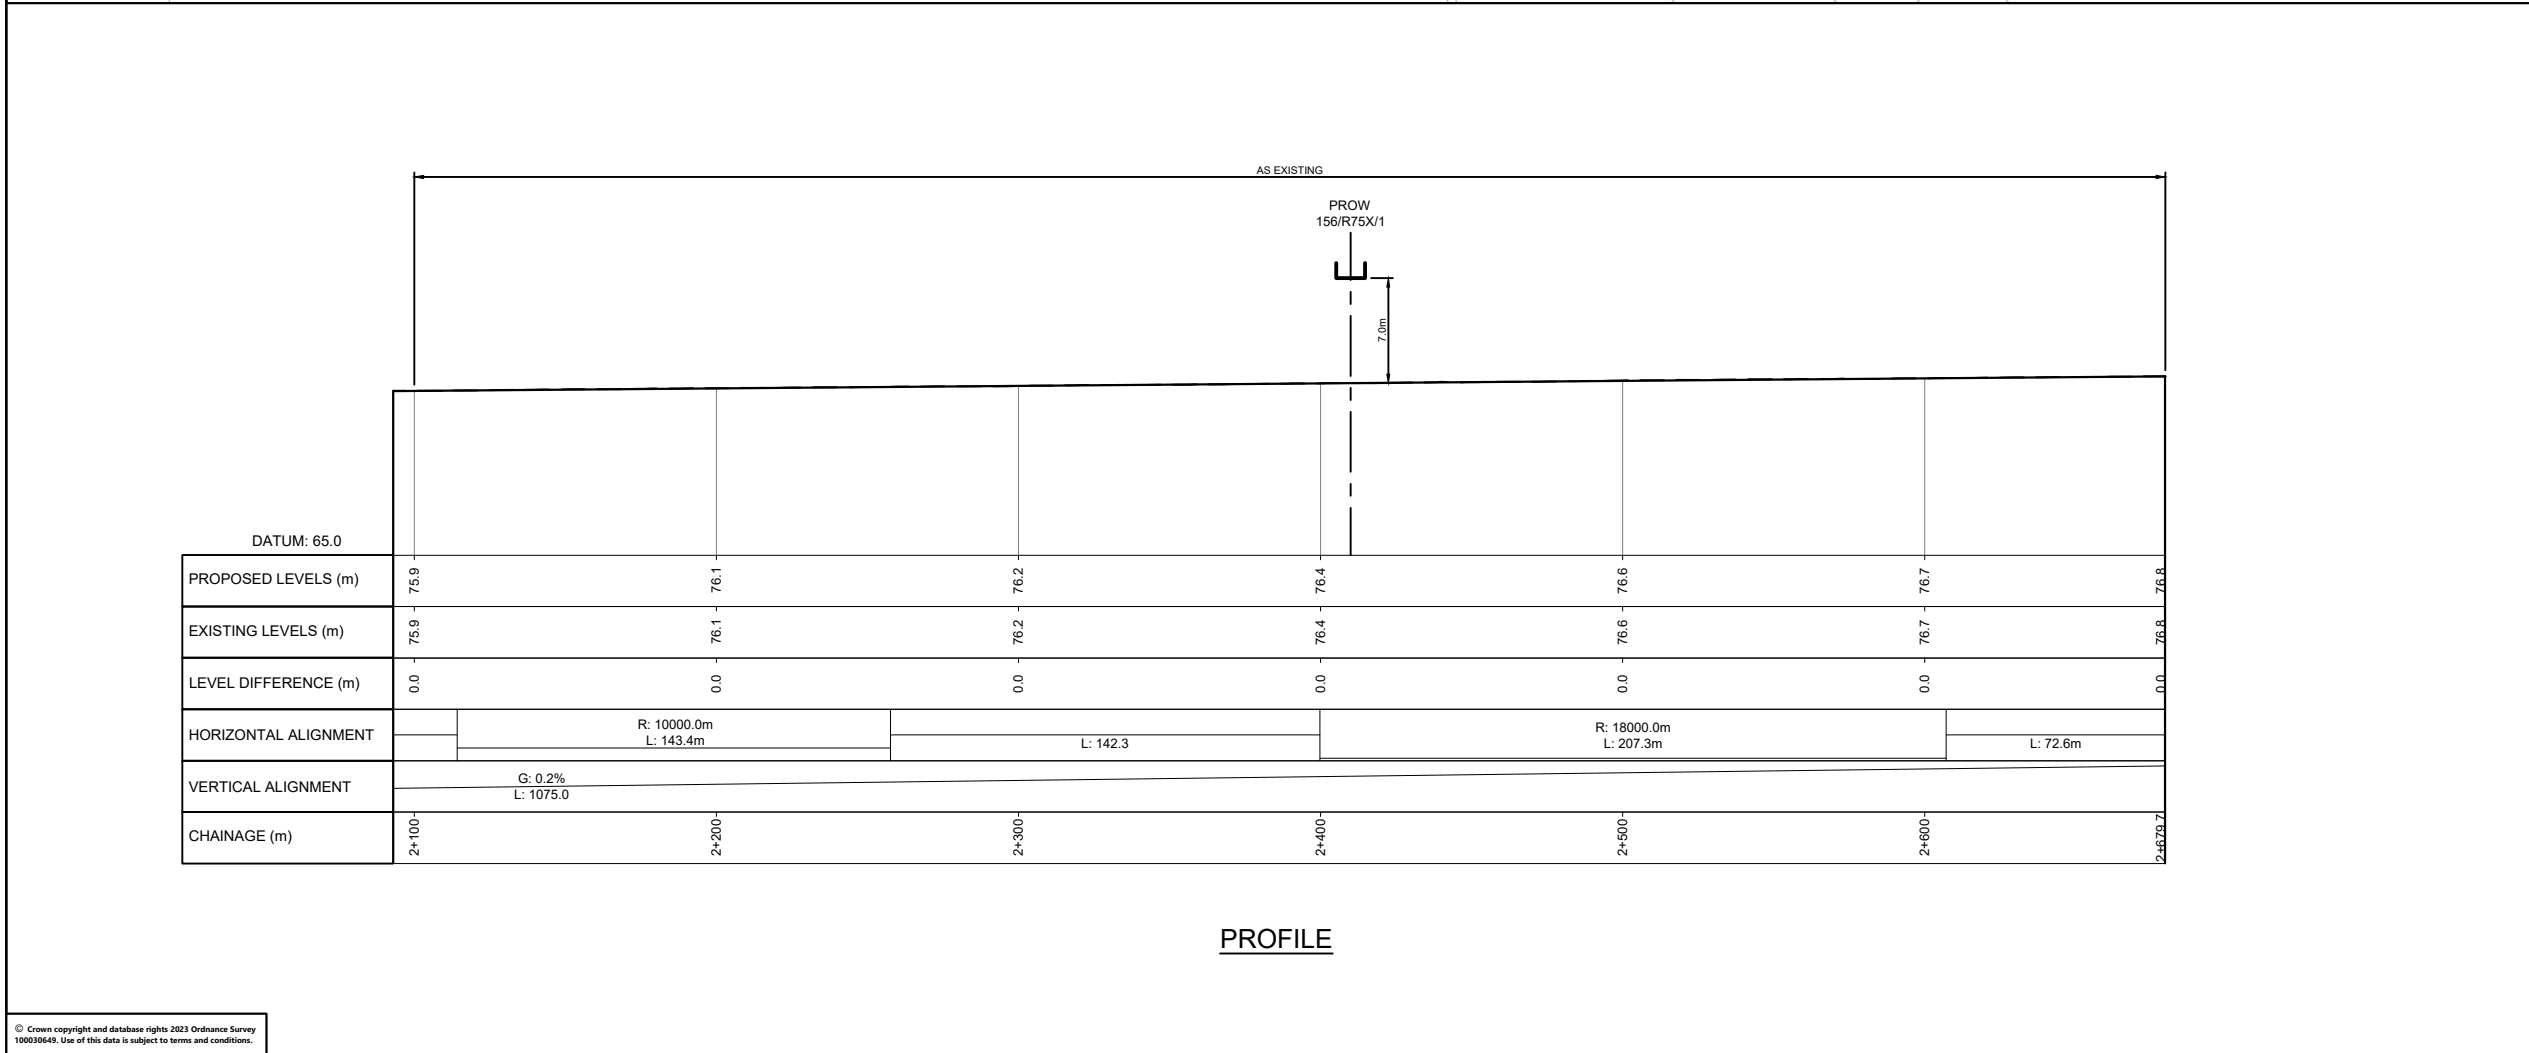 AS EXISTING
PROW
156/R75X/1
7.0m
DATUM: 65.0
PROPOSED LEVELS (m) 75.9 76.1 76.2 76.4 76.6 76.7 76.8
EXISTING LEVELS (m) 75.9 76.1 76.2 76.4 76.6 76.7 76.8
LEVEL DIFFERENCE (m) 0.0 0.0 0.0 0.0 0.0 0.0 0.0
HORIZONTAL ALIGNMENT
R: 10000.0m
L: 143.4m
L: 142.3
R: 18000.0m
L: 207.3m
L: 72.6m
VERTICAL ALIGNMENT
G: 0.2%
L: 1075.0
CHAINAGE (m) 2+100 2+200 2+300 2+400 2+500 2+600 2+679.7
PROFILE
© Crown copyright and database rights 2023 Ordnance Survey
100030649. Use of this data is subject to terms and conditions.